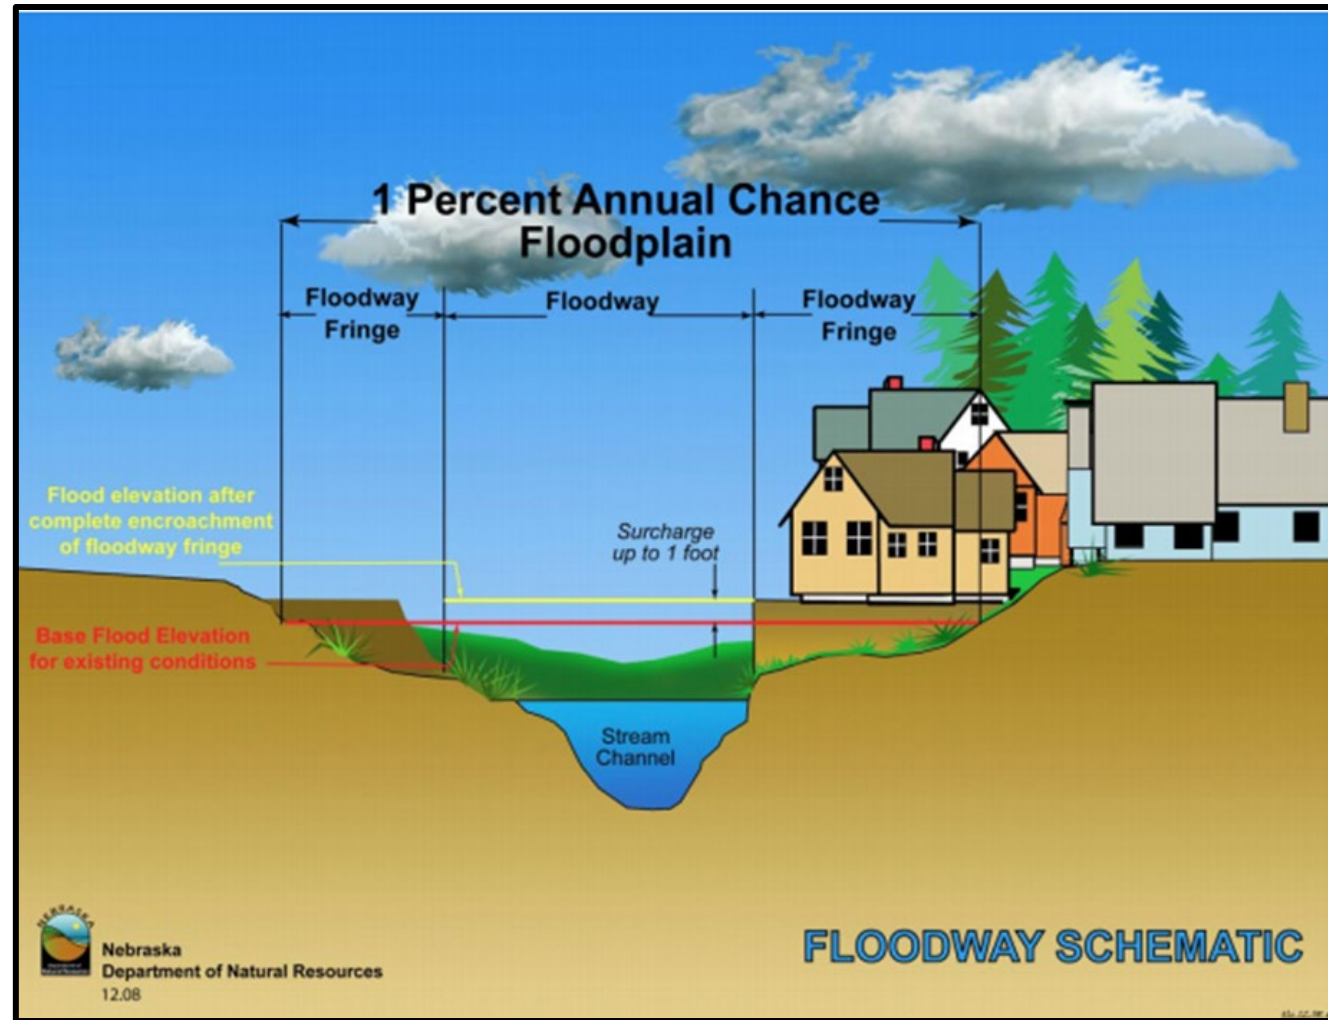 1 Percent Annual Chance
Floodplain
Floodway
Fringe
Floodway
Floodway
Fringe
Flood elevation after
complete encroachment
of floodway fringe
Surcharge
up to 1 foot
Base Flood Elevation
for existing conditions
Stream
Channel
NEBRASKA
Nebraska
Department of Natural Resources
12.08
FLOODWAY SCHEMATIC